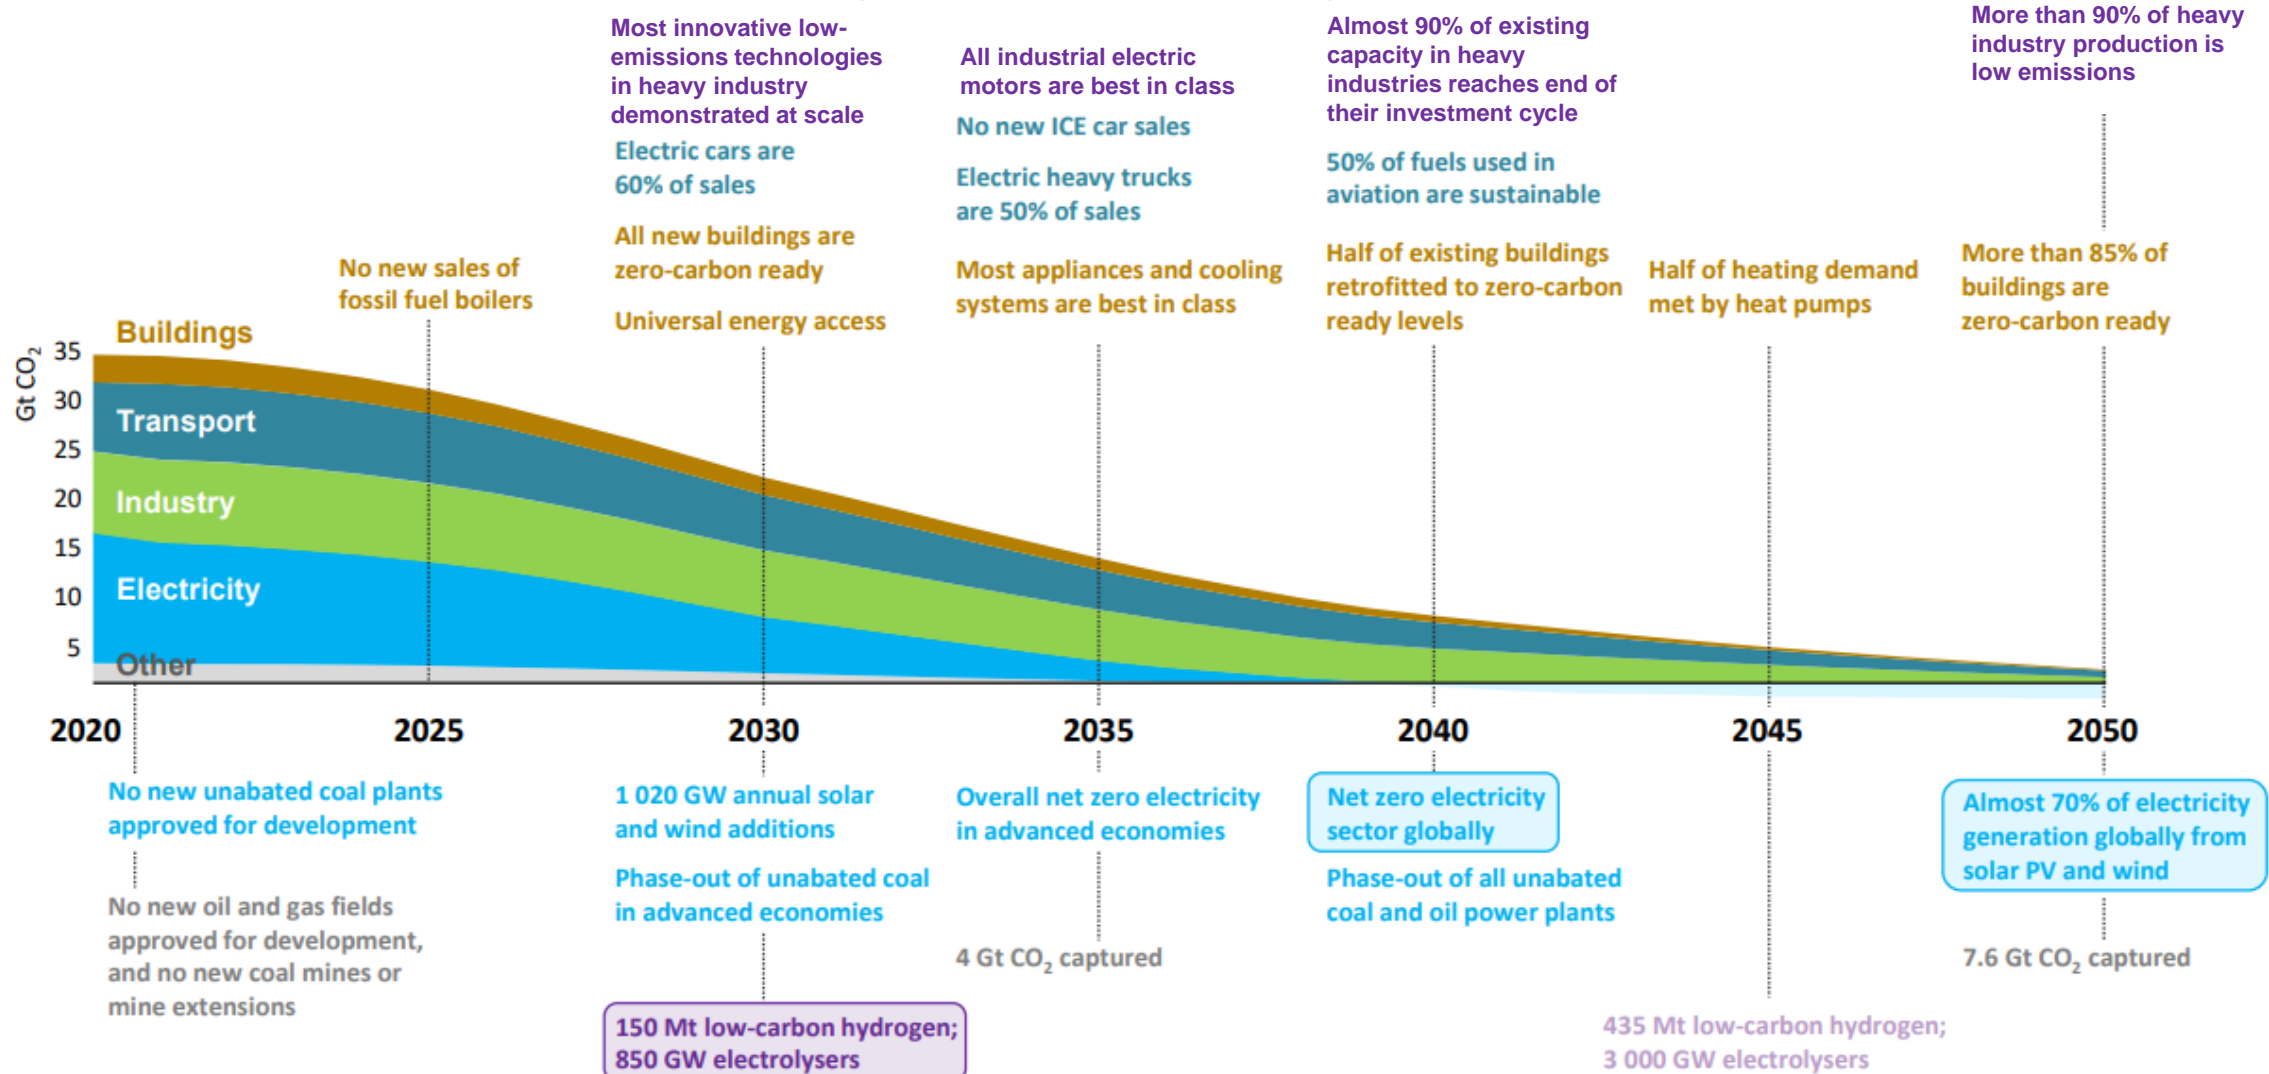 Most innovative low-
emissions technologies
in heavy industry
demonstrated at scale
Electric cars are
60% of sales
All new buildings are
zero-carbon ready
Universal energy access
All industrial electric
motors are best in class
No new ICE car sales
Electric heavy trucks
are 50% of sales
Most appliances and cooling
systems are best in class
Almost 90% of existing
capacity in heavy
industries reaches end of
their investment cycle
50% of fuels used in
aviation are sustainable
Half of existing buildings
retrofitted to zero-carbon
ready levels
Half of heating demand
met by heat pumps
More than 90% of heavy
industry production is
low emissions
More than 85% of
buildings are
zero-carbon ready
No new sales of
fossil fuel boilers
Gt CO₂
35
30
25
20
15
10
5
Buildings
Transport
Industry
Electricity
Other
2020 2025 2030 2035 2040 2045 2050
No new unabated coal plants
approved for development
No new oil and gas fields
approved for development,
and no new coal mines or
mine extensions
1 020 GW annual solar
and wind additions
Phase-out of unabated coal
in advanced economies
150 Mt low-carbon hydrogen;
850 GW electrolysers
Overall net zero electricity
in advanced economies
4 Gt CO₂ captured
Net zero electricity
sector globally
Phase-out of all unabated
coal and oil power plants
435 Mt low-carbon hydrogen;
3 000 GW electrolysers
Almost 70% of electricity
generation globally from
solar PV and wind
7.6 Gt CO₂ captured